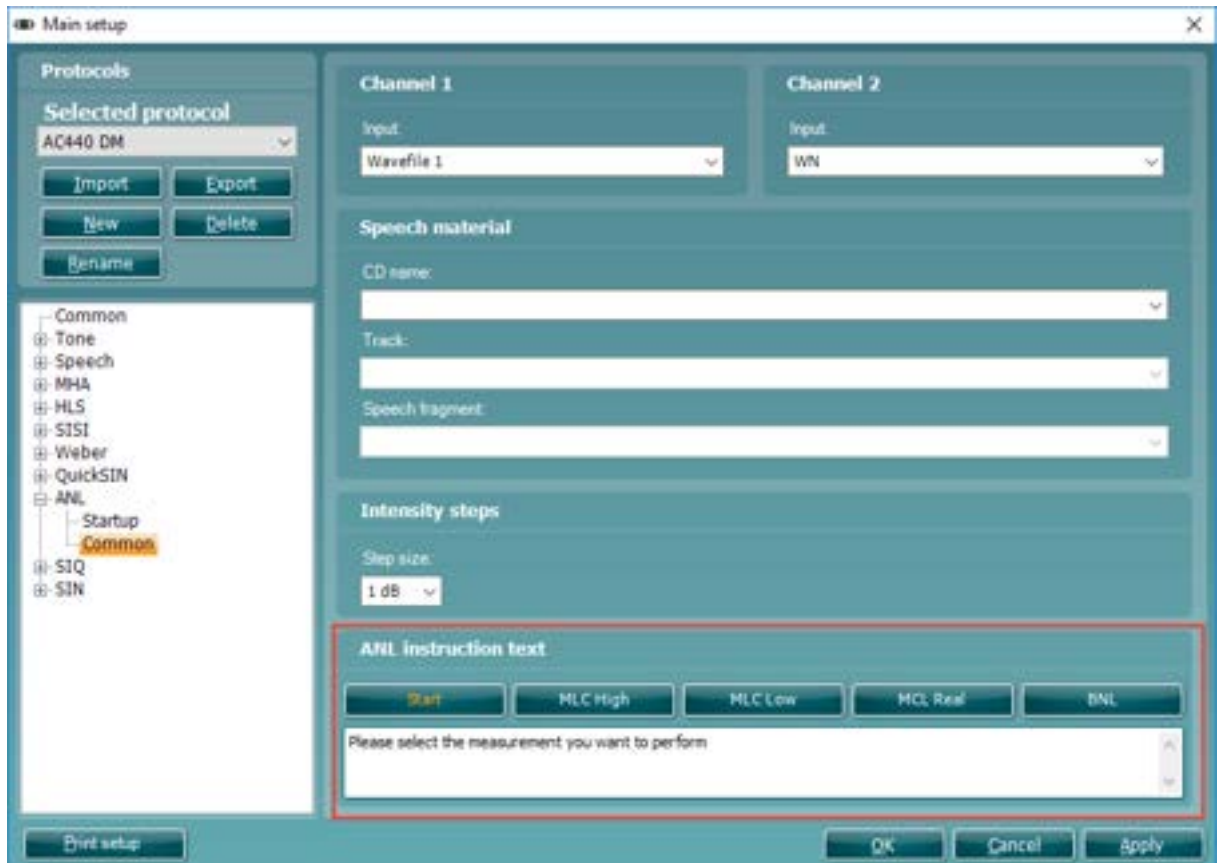 Main setup
Protocols
Selected protocol
AC440 DM
Import Export
New Delete
Rename
Common
Tone
Speech
MHA
HLS
SISI
Weber
QuickSIN
ANL
Startup
Common
SIQ
SIN
Print setup
Channel 1
Input:
Wavefile 1
Channel 2
Input:
WN
Speech material
CD name:
Track:
Speech fragment:
Intensity steps
Step size:
1 dB
ANL instruction text
Start MLC High MLC Low MCL Real BNL
Please select the measurement you want to perform
OK Cancel Apply